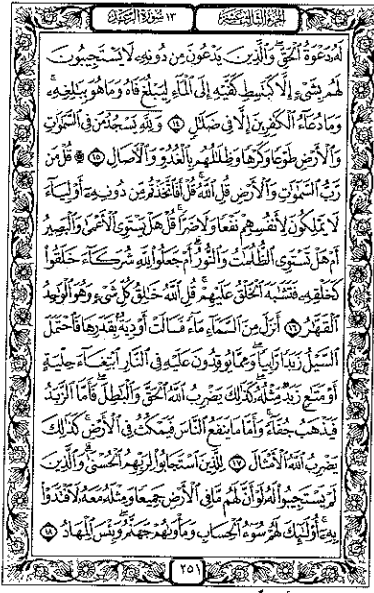 الجزء الثالث عشر
١٣ سورة الرعد
لَهُۥ دَعْوَةُ ٱلْحَقِّ ۖ وَٱلَّذِينَ يَدْعُونَ مِن دُونِهِۦ لَا يَسْتَجِيبُونَ
لَهُم بِشَىْءٍ إِلَّا كَبَٰسِطِ كَفَّيْهِ إِلَى ٱلْمَآءِ لِيَبْلُغَ فَاهُ وَمَا هُوَ بِبَٰلِغِهِۦ ۚ
وَمَا دُعَآءُ ٱلْكَٰفِرِينَ إِلَّا فِى ضَلَٰلٍ ١٤ وَلِلَّهِ يَسْجُدُ مَن فِى ٱلسَّمَٰوَٰتِ
وَٱلْأَرْضِ طَوْعًا وَكَرْهًا وَظِلَٰلُهُم بِٱلْغُدُوِّ وَٱلْأَصَالِ ۩ ١٥ قُلْ مَن
رَّبُّ ٱلسَّمَٰوَٰتِ وَٱلْأَرْضِ قُلِ ٱللَّهُ ۚ قُلْ أَفَٱتَّخَذْتُم مِّن دُونِهِۦٓ أَوْلِيَآءَ
لَا يَمْلِكُونَ لِأَنفُسِهِمْ نَفْعًا وَلَا ضَرًّا ۚ قُلْ هَلْ يَسْتَوِى ٱلْأَعْمَىٰ وَٱلْبَصِيرُ
أَمْ هَلْ تَسْتَوِى ٱلظُّلُمَٰتُ وَٱلنُّورُ ۗ أَمْ جَعَلُوا۟ لِلَّهِ شُرَكَآءَ خَلَقُوا۟
كَخَلْقِهِۦ فَتَشَٰبَهَ ٱلْخَلْقُ عَلَيْهِمْ ۚ قُلِ ٱللَّهُ خَٰلِقُ كُلِّ شَىْءٍ وَهُوَ ٱلْوَٰحِدُ
ٱلْقَهَّٰرُ ١٦ أَنزَلَ مِنَ ٱلسَّمَآءِ مَآءً فَسَالَتْ أَوْدِيَةٌۢ بِقَدَرِهَا فَٱحْتَمَلَ
ٱلسَّيْلُ زَبَدًا رَّابِيًا ۚ وَمِمَّا يُوقِدُونَ عَلَيْهِ فِى ٱلنَّارِ ٱبْتِغَآءَ حِلْيَةٍ
أَوْ مَتَٰعٍ زَبَدٌ مِّثْلُهُۥ ۚ كَذَٰلِكَ يَضْرِبُ ٱللَّهُ ٱلْحَقَّ وَٱلْبَٰطِلَ ۚ فَأَمَّا ٱلزَّبَدُ
فَيَذْهَبُ جُفَآءً ۖ وَأَمَّا مَا يَنفَعُ ٱلنَّاسَ فَيَمْكُثُ فِى ٱلْأَرْضِ ۚ كَذَٰلِكَ
يَضْرِبُ ٱللَّهُ ٱلْأَمْثَالَ ١٧ لِلَّذِينَ ٱسْتَجَابُوا۟ لِرَبِّهِمُ ٱلْحُسْنَىٰ ۚ وَٱلَّذِينَ
لَمْ يَسْتَجِيبُوا۟ لَهُۥ لَوْ أَنَّ لَهُم مَّا فِى ٱلْأَرْضِ جَمِيعًا وَمِثْلَهُۥ مَعَهُۥ لَٱفْتَدَوْا۟
بِهِۦٓ ۚ أُو۟لَٰٓئِكَ لَهُمْ سُوٓءُ ٱلْحِسَابِ وَمَأْوَىٰهُمْ جَهَنَّمُ ۖ وَبِئْسَ ٱلْمِهَادُ ١٨
٢٥١